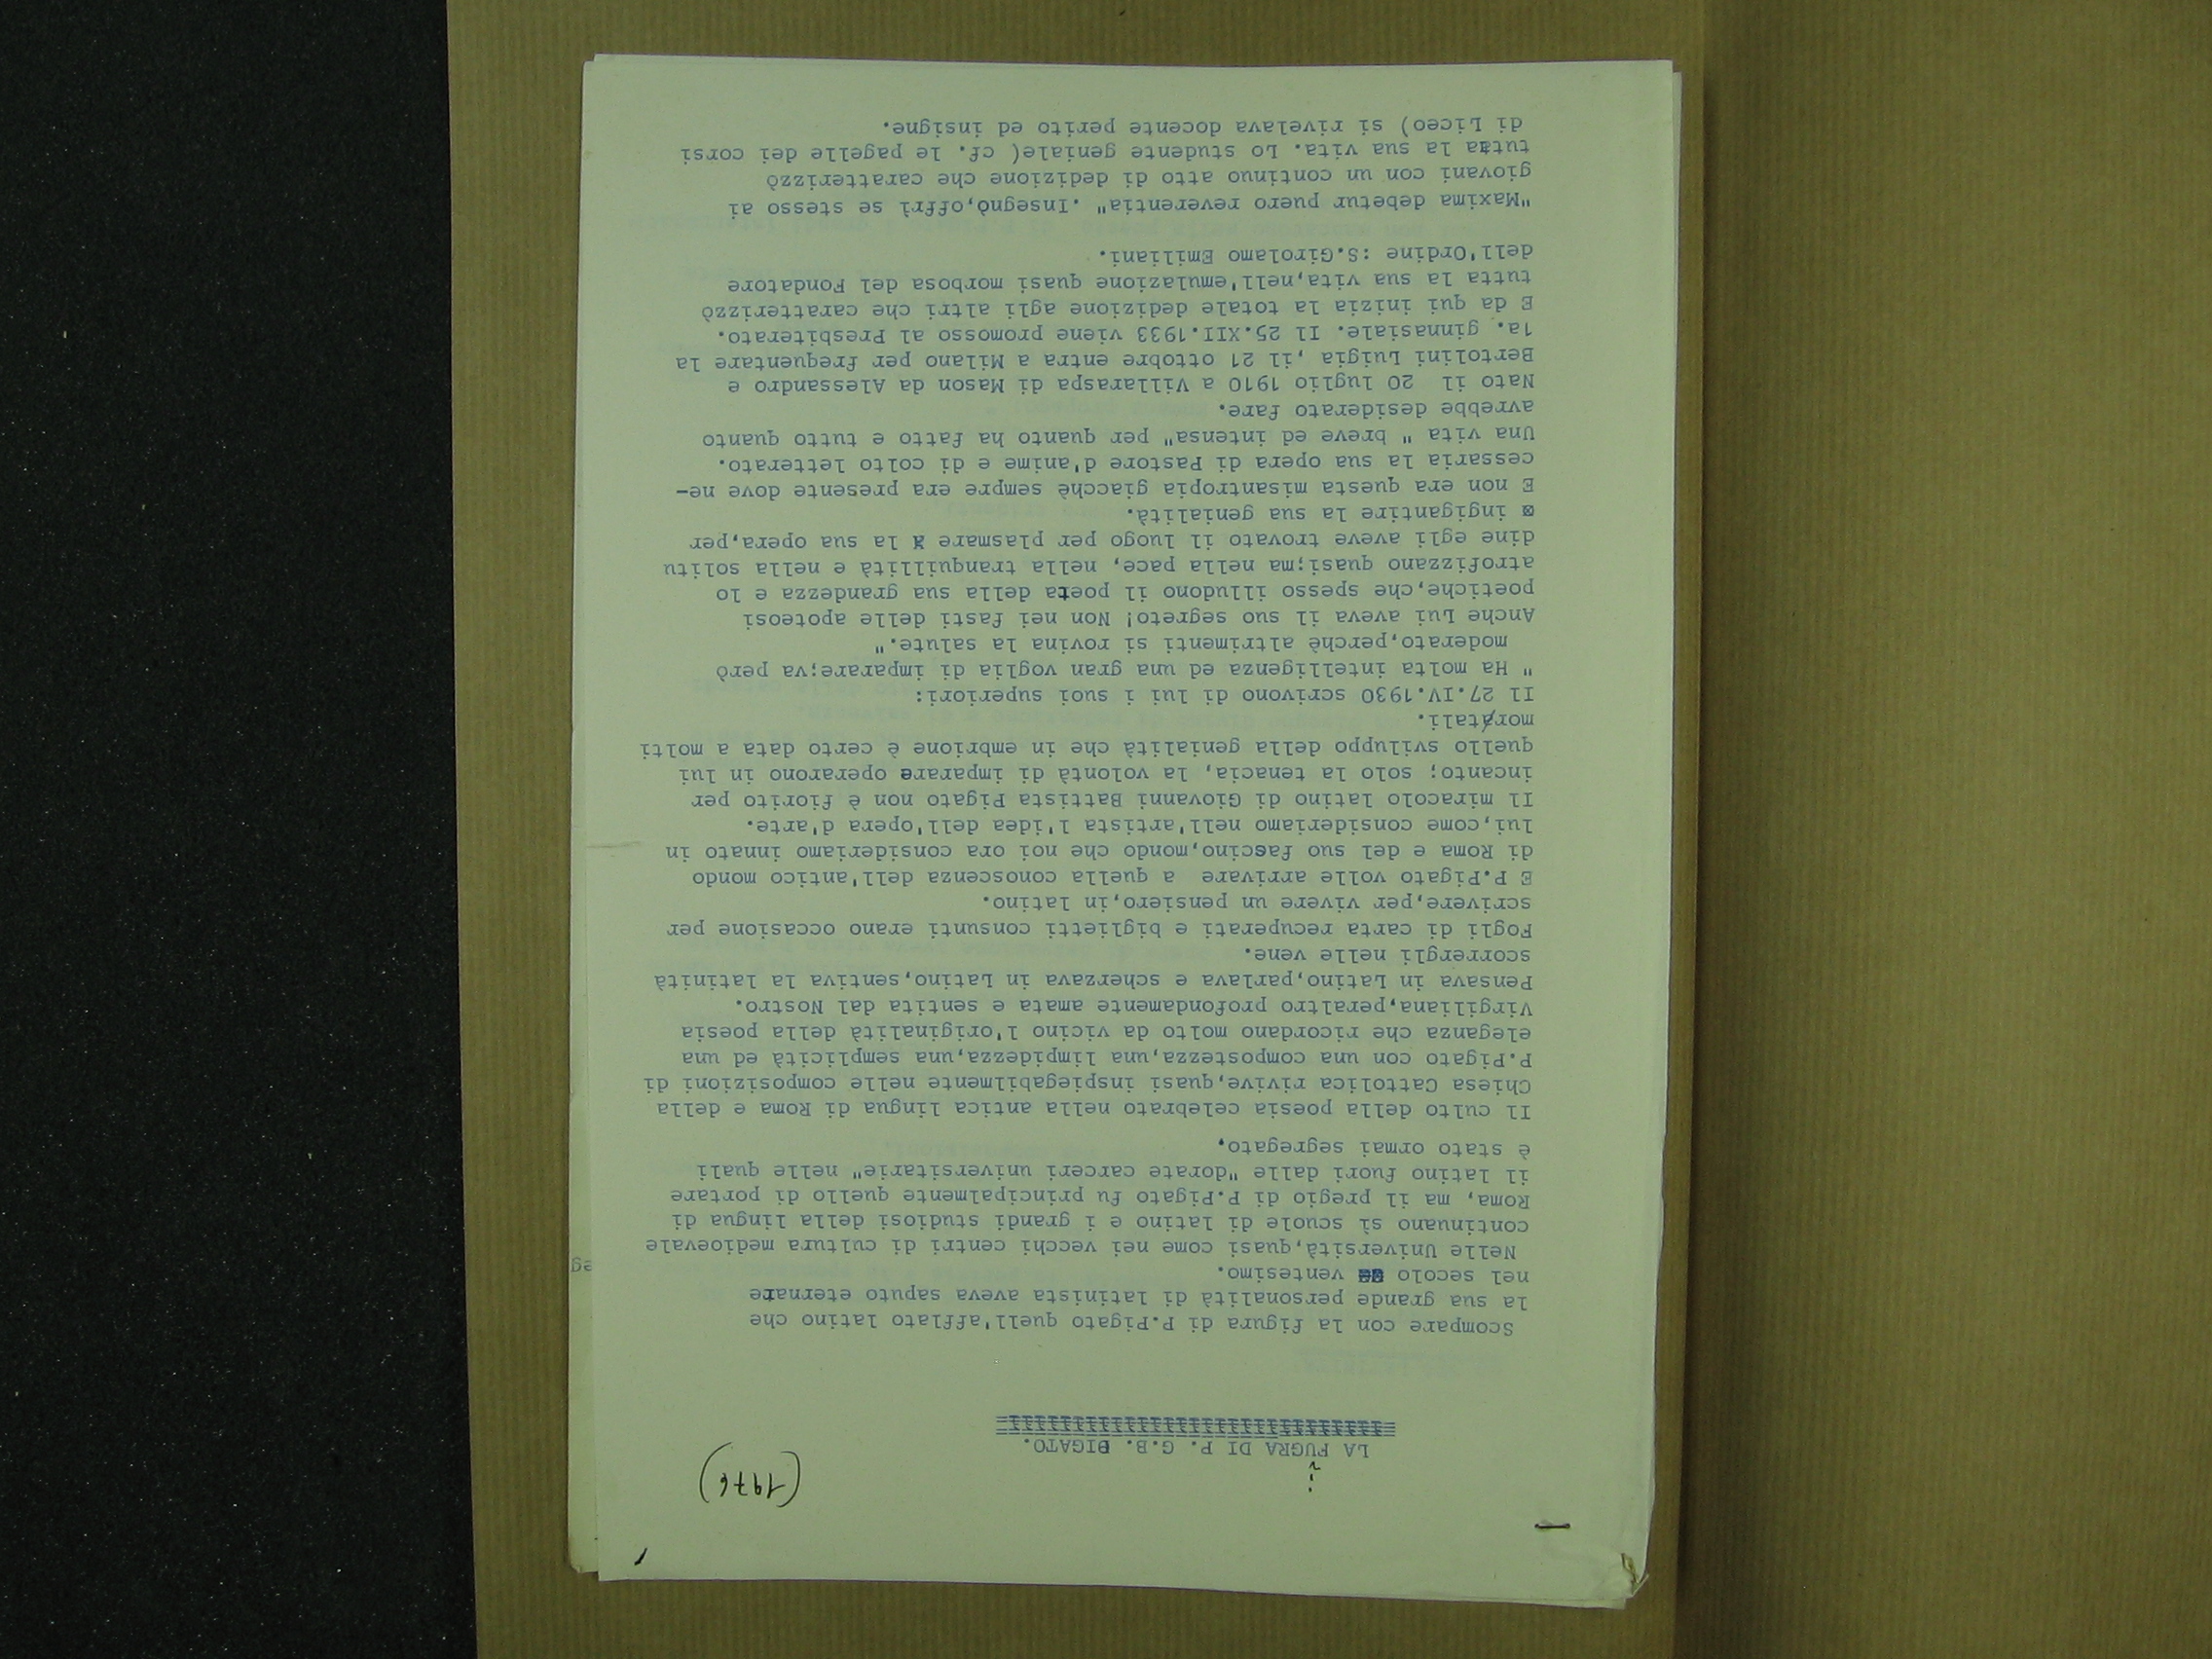 1
(1976)
i
LA FUGRA DI P. G.B. PIGATO.
Scompare con la figura di P.Pigato quell'afflato latino che
la sua grande personalità di latinista aveva saputo eternare
nel secolo ventesimo.
Nelle Università,quasi come nei vecchi centri di cultura medioevale
continuano sì scuole di latino e i grandi studiosi della lingua di
Roma, ma il pregio di P.Pigato fu principalmente quello di portare
il latino fuori dalle "dorate carceri universitarie" nelle quali
è stato ormai segregato,
Il culto della poesia celebrato nella antica lingua di Roma e della
Chiesa Cattolica rivive,quasi inspiegabilmente nelle composizioni di
P.Pigato con una compostezza,una limpidezza,una semplicità ed una
eleganza che ricordano molto da vicino l'originalità della poesia
Virgiliana,peraltro profondamente amata e sentita dal Nostro.
Pensava in Latino,parlava e scherzava in Latino,sentiva la latinità
scorrergli nelle vene.
Fogli di carta recuperati e biglietti consunti erano occasione per
scrivere,per vivere un pensiero,in latino.
E P.Pigato volle arrivare a quella conoscenza dell'antico mondo
di Roma e del suo fascino,mondo che noi ora consideriamo innato in
lui,come consideriamo nell'artista l'idea dell'opera d'arte.
Il miracolo latino di Giovanni Battista Pigato non è fiorito per
incanto; solo la tenacia, la volontà di imparare operarono in lui
quello sviluppo della genialità che in embrione è certo data a molti
moratali.
Il 27.IV.1930 scrivono di lui i suoi superiori:
" Ha molta intelligenza ed una gran voglia di imparare;va però
moderato,perchè altrimenti si rovina la salute."
Anche Lui aveva il suo segreto! Non nei fasti delle apoteosi
poetiche,che spesso illudono il poeta della sua grandezza e lo
atrofizzano quasi;ma nella pace, nella tranquillità e nella solitu
dine egli aveve trovato il luogo per plasmare la sua opera,per
ingigantire la sua genialità.
E non era questa misantropia giacchè sempre era presente dove ne-
cessaria la sua opera di Pastore d'anime e di colto letterato.
Una vita " breve ed intensa" per quanto ha fatto e tutto quanto
avrebbe desiderato fare.
Nato il 20 luglio 1910 a Villaraspa di Mason da Alessandro e
Bertolini Luigia ,il 21 ottobre entra a Milano per frequentare la
1a. ginnasiale. Il 25.XII.1933 viene promosso al Presbiterato.
E da qui inizia la totale dedizione agli altri che caratterizzò
tutta la sua vita,nell'emulazione quasi morbosa del Fondatore
dell'Ordine :S.Girolamo Emiliani.
"Maxima debetur puero reverentia" .Insegnò,offrì se stesso ai
giovani con un continuo atto di dedizione che caratterizzò
tutta la sua vita. Lo studente geniale( cf. le pagelle dei corsi
di Liceo) si rivelava docente perito ed insigne.